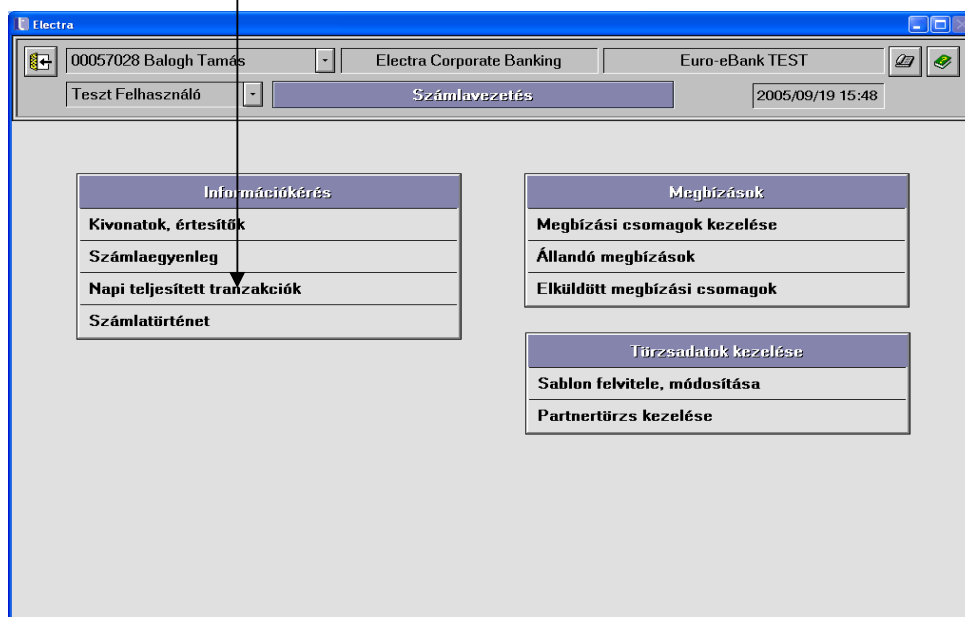 Electra
00057028 Balogh Tamás
Electra Corporate Banking
Euro-eBank TEST
Teszt Felhasználó
Számlavezetés
2005/09/19 15:48
Információkérés
Kivonatok, értesítők
Számlaegyenleg
Napi teljesített tranzakciók
Számlatörténet
Megbízások
Megbízási csomagok kezelése
Állandó megbízások
Elküldött megbízási csomagok
Törzsadatok kezelése
Sablon felvitele, módosítása
Partnertörzs kezelése